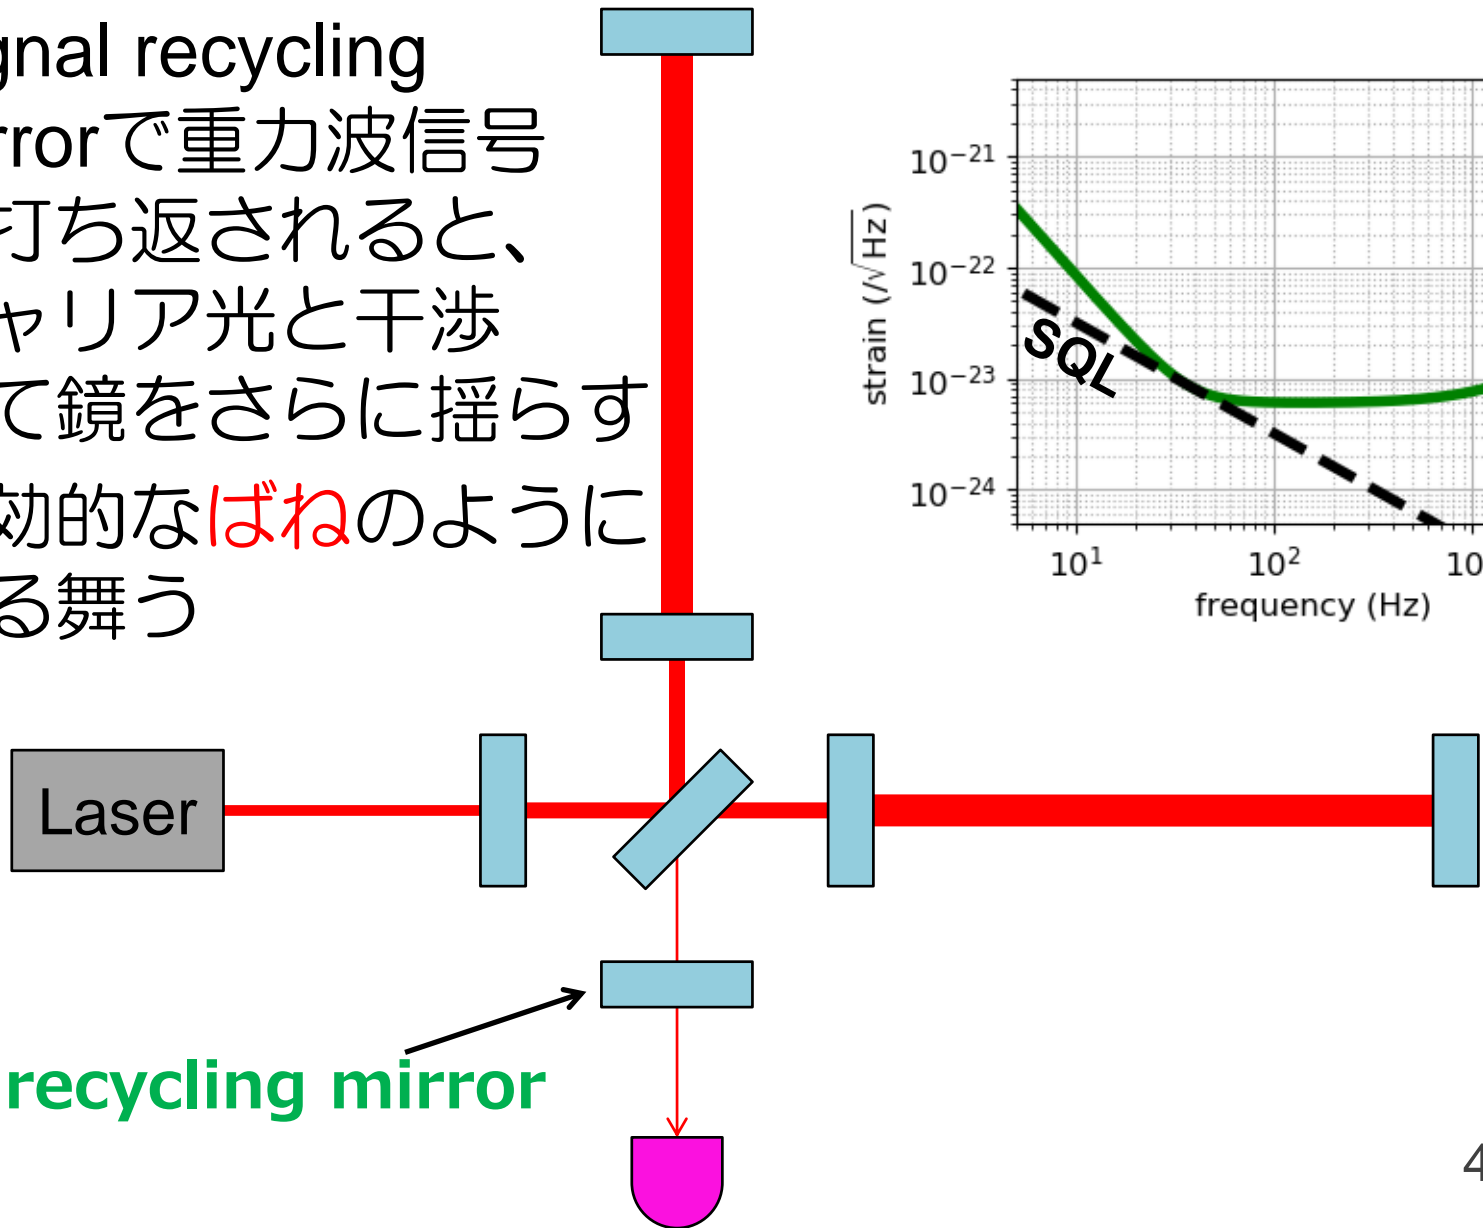 gnal recycling
rrorで重力波信号
打ち返されると、
ャリア光と干渉
て鏡をさらに揺らす
効的なばねのように
る舞う
10⁻²¹
10⁻²²
10⁻²³
10⁻²⁴
strain (/√Hz)
SQL
10¹
10²
10
frequency (Hz)
Laser
recycling mirror
4